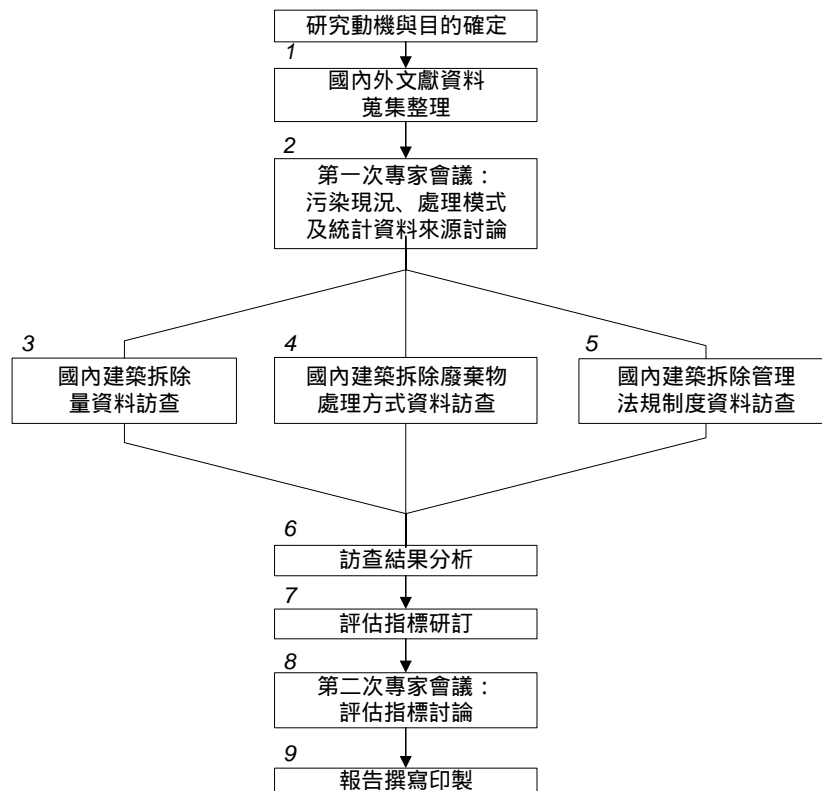 研究動機與目的確定
1
國內外文獻資料
蒐集整理
2
第一次專家會議：
污染現況、處理模式
及統計資料來源討論
3
國內建築拆除
量資料訪查
4
國內建築拆除廢棄物
處理方式資料訪查
5
國內建築拆除管理
法規制度資料訪查
6
訪查結果分析
7
評估指標研訂
8
第二次專家會議：
評估指標討論
9
報告撰寫印製